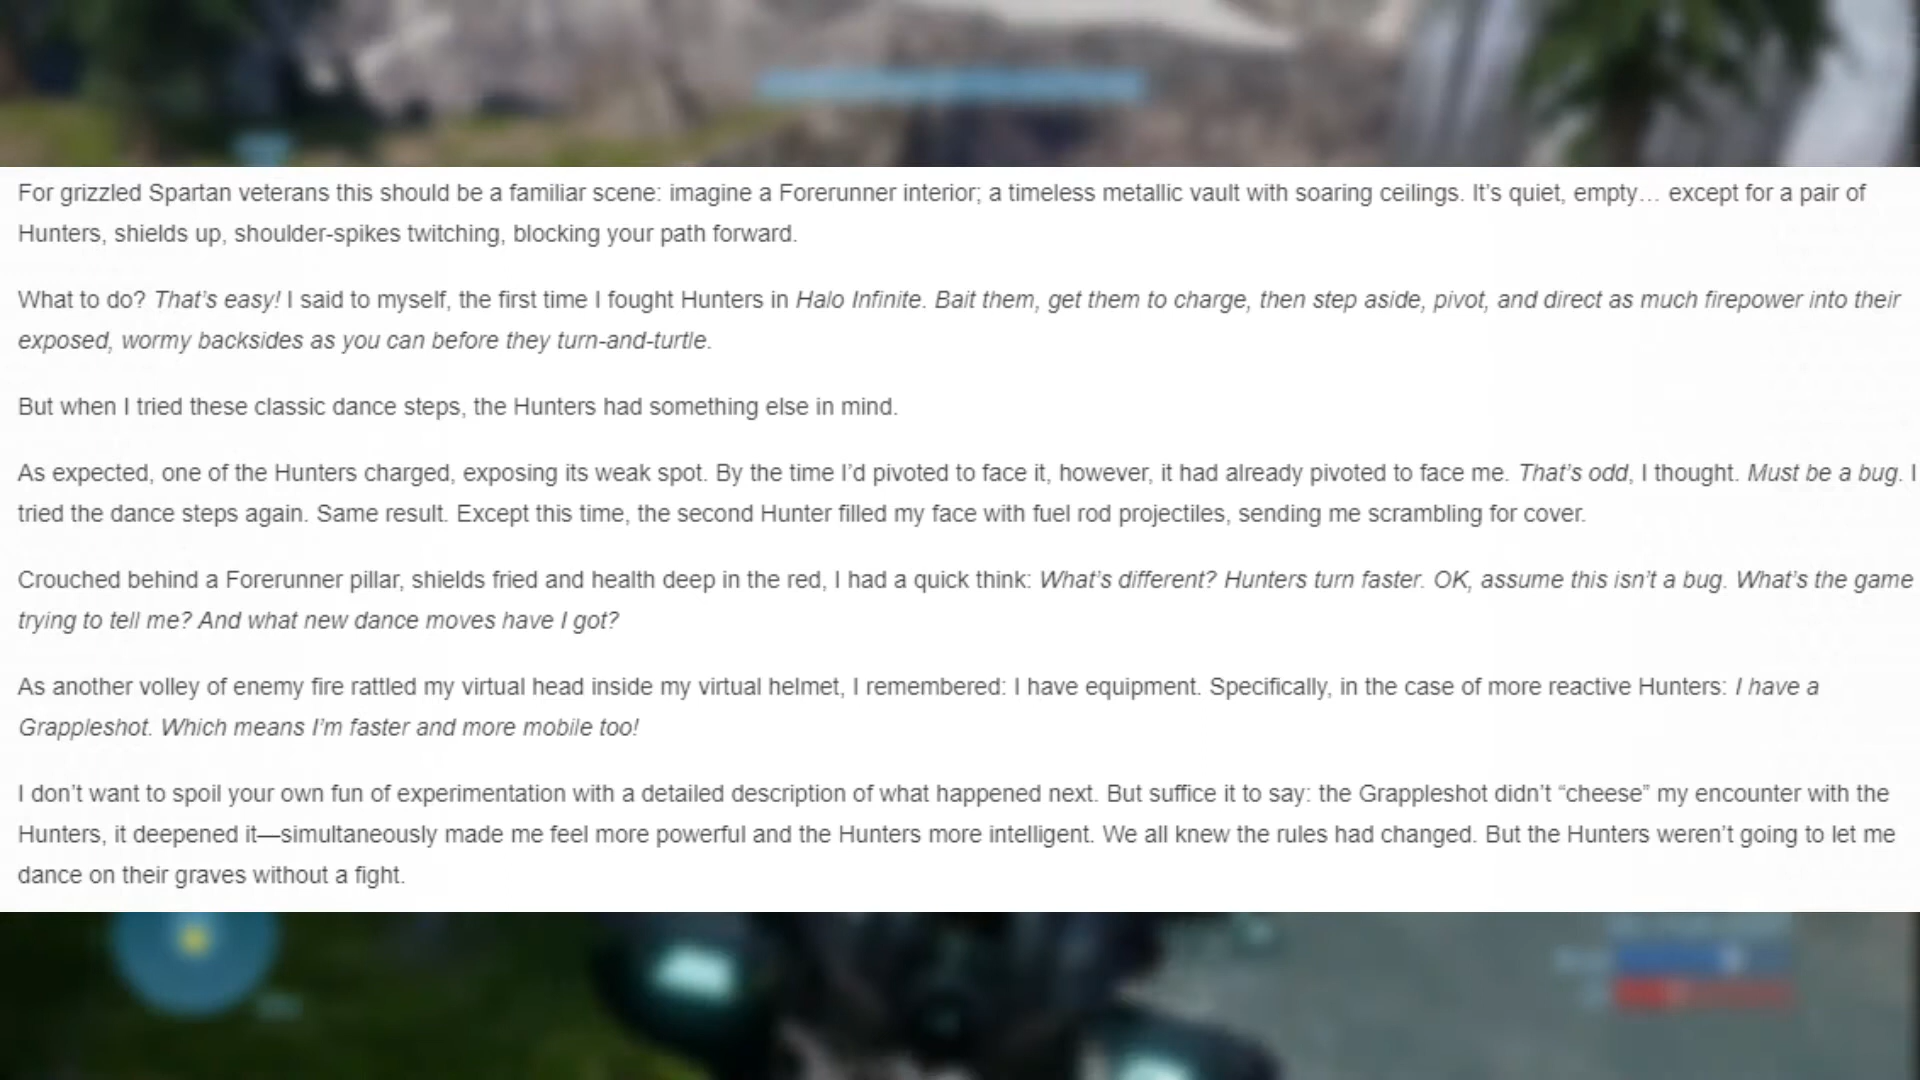 For grizzled Spartan veterans this should be a familiar scene: imagine a Forerunner interior; a timeless metallic vault with soaring ceilings. It’s quiet, empty… except for a pair of
Hunters, shields up, shoulder-spikes twitching, blocking your path forward.
What to do? That’s easy! I said to myself, the first time I fought Hunters in Halo Infinite. Bait them, get them to charge, then step aside, pivot, and direct as much firepower into their
exposed, wormy backsides as you can before they turn-and-turtle.
But when I tried these classic dance steps, the Hunters had something else in mind.
As expected, one of the Hunters charged, exposing its weak spot. By the time I’d pivoted to face it, however, it had already pivoted to face me. That’s odd, I thought. Must be a bug. I
tried the dance steps again. Same result. Except this time, the second Hunter filled my face with fuel rod projectiles, sending me scrambling for cover.
Crouched behind a Forerunner pillar, shields fried and health deep in the red, I had a quick think: What’s different? Hunters turn faster. OK, assume this isn’t a bug. What’s the game
trying to tell me? And what new dance moves have I got?
As another volley of enemy fire rattled my virtual head inside my virtual helmet, I remembered: I have equipment. Specifically, in the case of more reactive Hunters: I have a
Grappleshot. Which means I’m faster and more mobile too!
I don’t want to spoil your own fun of experimentation with a detailed description of what happened next. But suffice it to say: the Grappleshot didn’t “cheese” my encounter with the
Hunters, it deepened it—simultaneously made me feel more powerful and the Hunters more intelligent. We all knew the rules had changed. But the Hunters weren’t going to let me
dance on their graves without a fight.